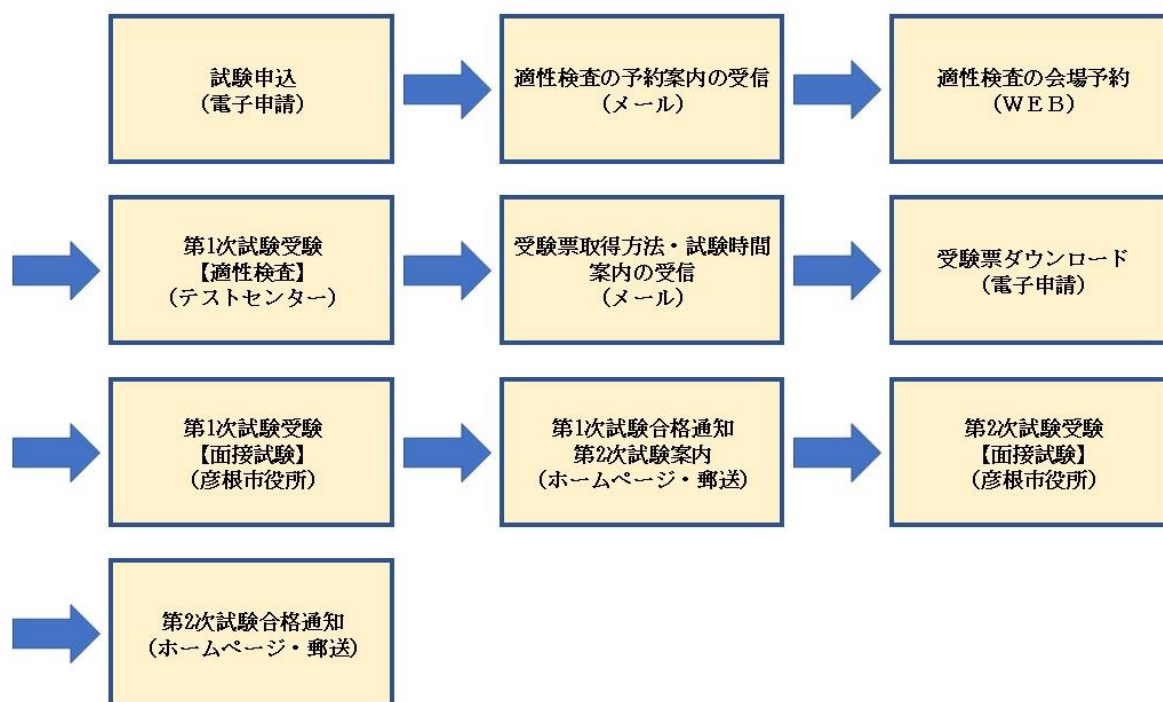 試験申込
(電子申請)
適性検査の予約案内の受信
(メール)
適性検査の会場予約
(WEB)
第1次試験受験
【適性検査】
(テストセンター)
受験票取得方法・試験時間
案内の受信
(メール)
受験票ダウンロード
(電子申請)
第1次試験受験
【面接試験】
(彦根市役所)
第1次試験合格通知
第2次試験案内
(ホームページ・郵送)
第2次試験受験
【面接試験】
(彦根市役所)
第2次試験合格通知
(ホームページ・郵送)